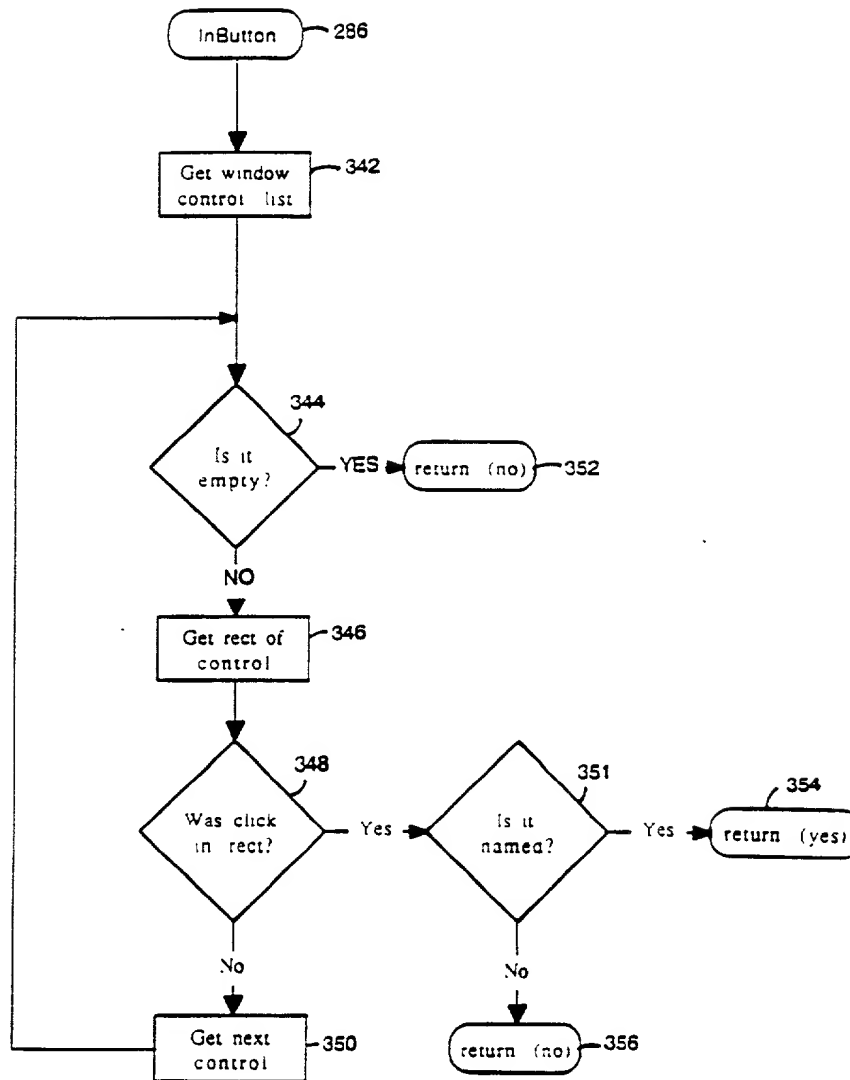 InButton
286
Get window
control list
342
344
Is it
empty?
YES
return (no)
352
NO
Get rect of
control
346
348
Was click
in rect?
Yes
351
Is it
named?
Yes
354
return (yes)
No
No
Get next
control
350
return (no)
356